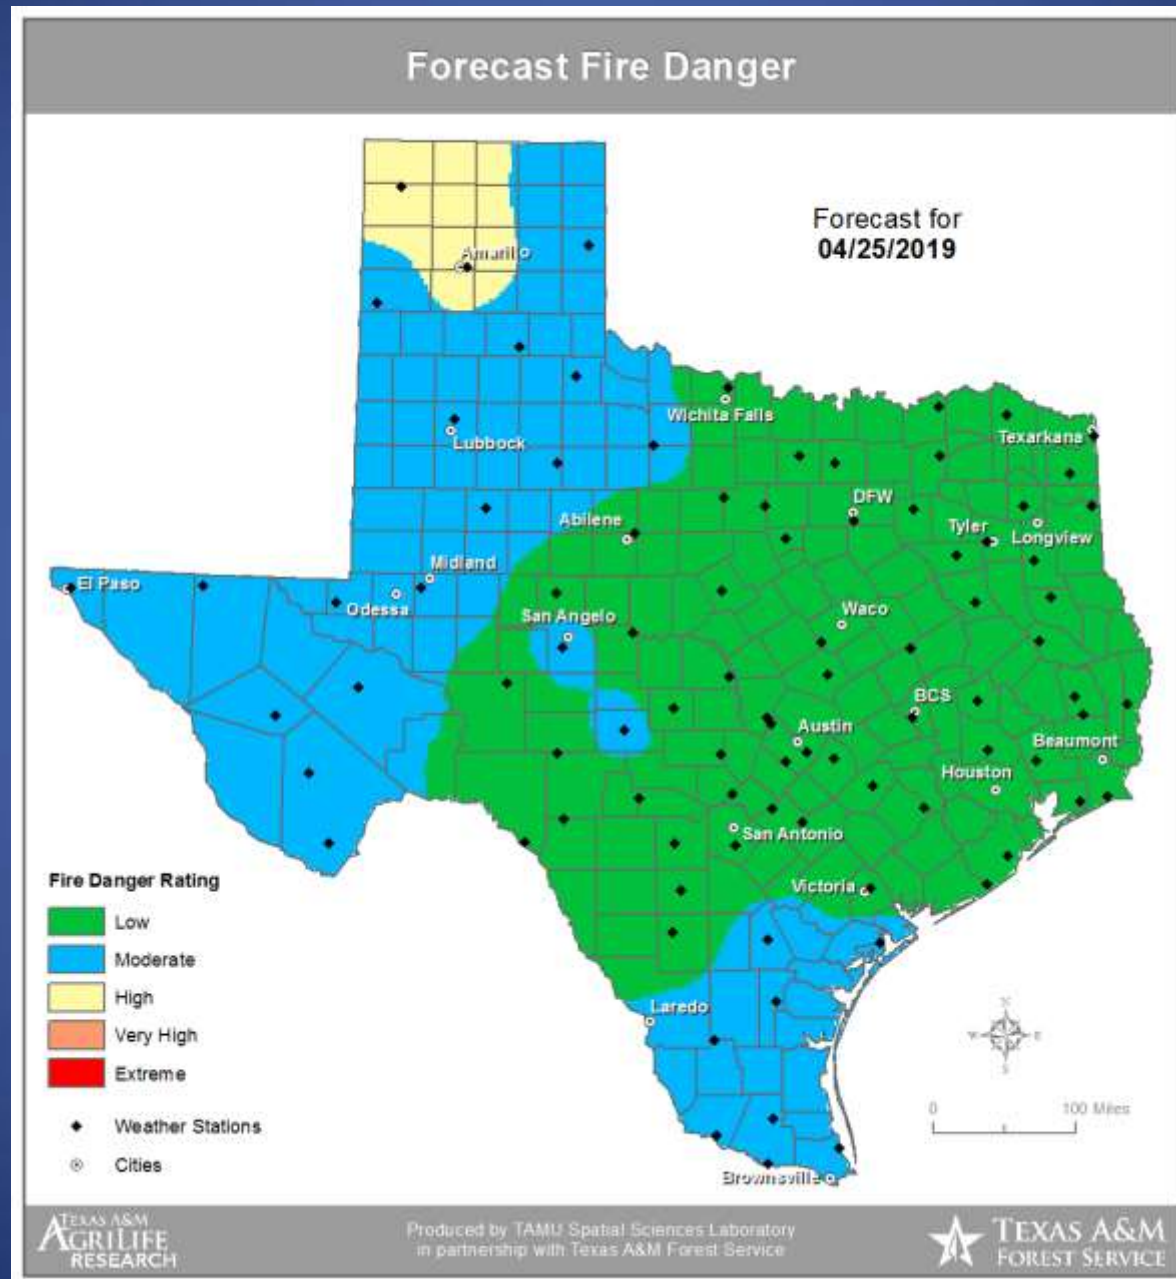 Forecast Fire Danger
Forecast for
04/25/2019
Amarillo
Wichita Falls
Texarkana
Lubbock
DFW
Abilene
Tyler
Longview
Midland
El Paso
Odessa
San Angelo
Waco
BCS
Austin
Beaumont
Houston
San Antonio
Victoria
Laredo
Brownsville
Fire Danger Rating
Low
Moderate
High
Very High
Extreme
Weather Stations
Cities
N
W
E
S
0 100 Miles
TEXAS A&M
AGRILIFE
RESEARCH
Produced by TAMU Spatial Sciences Laboratory
in partnership with Texas A&M Forest Service
TEXAS A&M
FOREST SERVICE